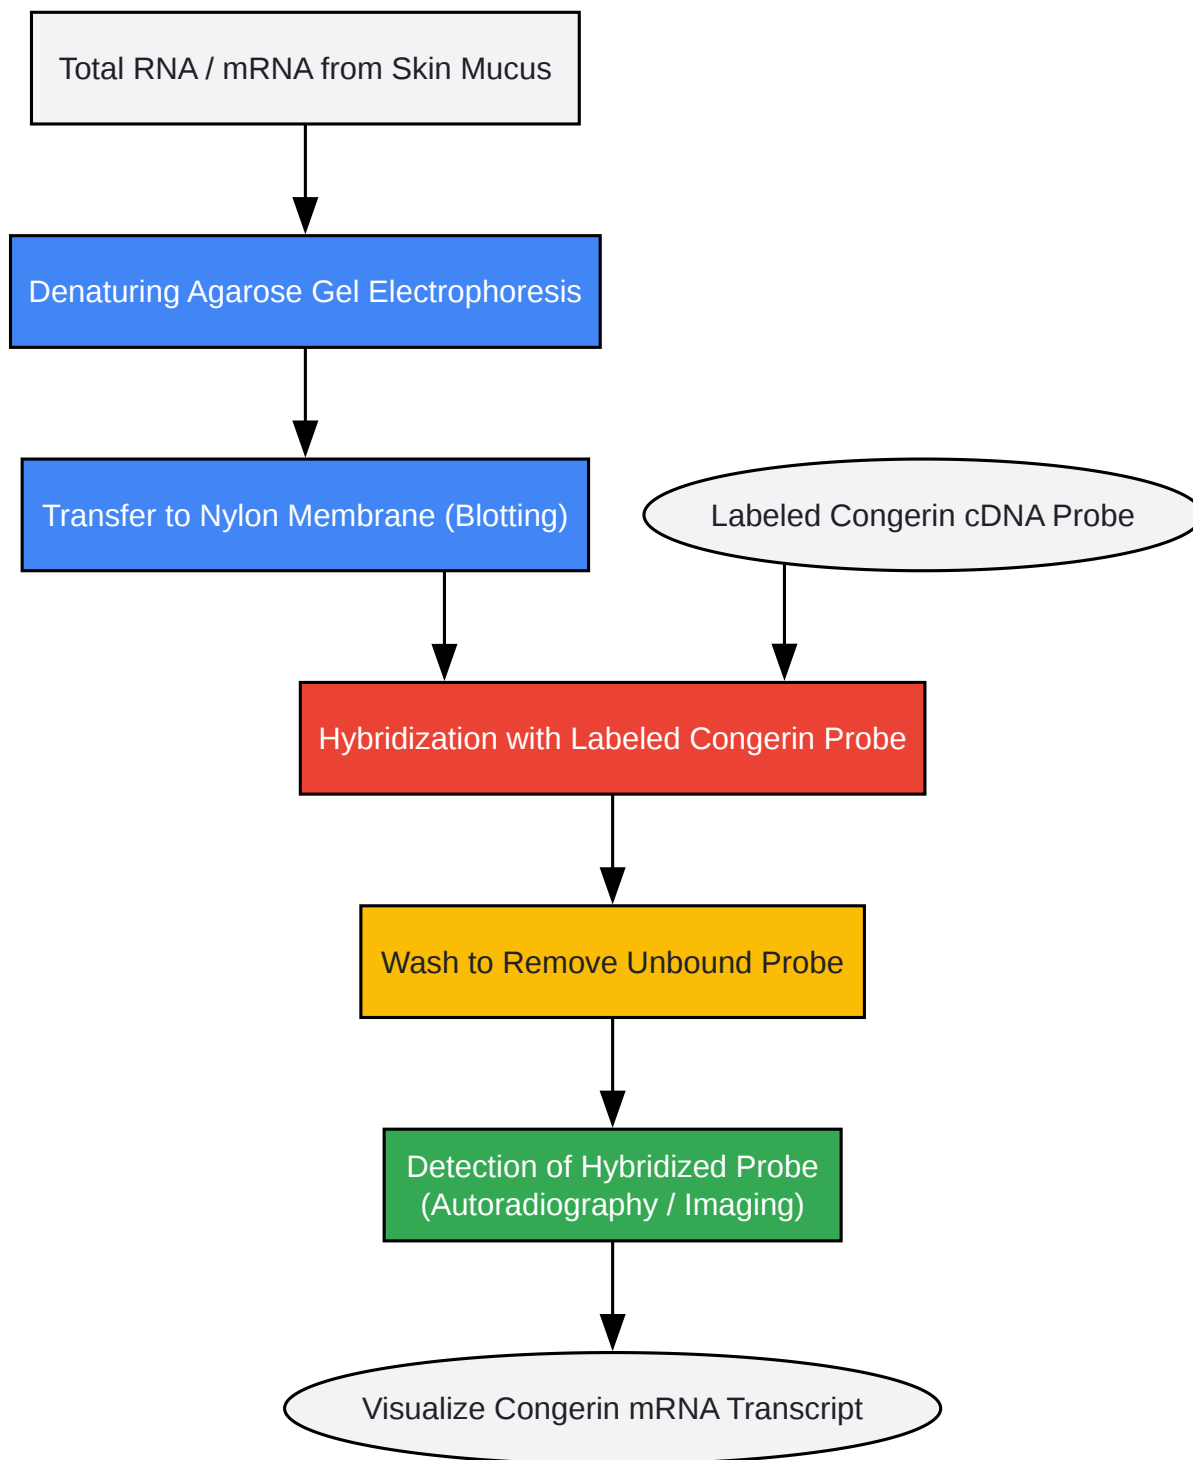 Total RNA / mRNA from Skin Mucus
Denaturing Agarose Gel Electrophoresis
Transfer to Nylon Membrane (Blotting)
Labeled Congerin cDNA Probe
Hybridization with Labeled Congerin Probe
Wash to Remove Unbound Probe
Detection of Hybridized Probe
(Autoradiography / Imaging)
Visualize Congerin mRNA Transcript